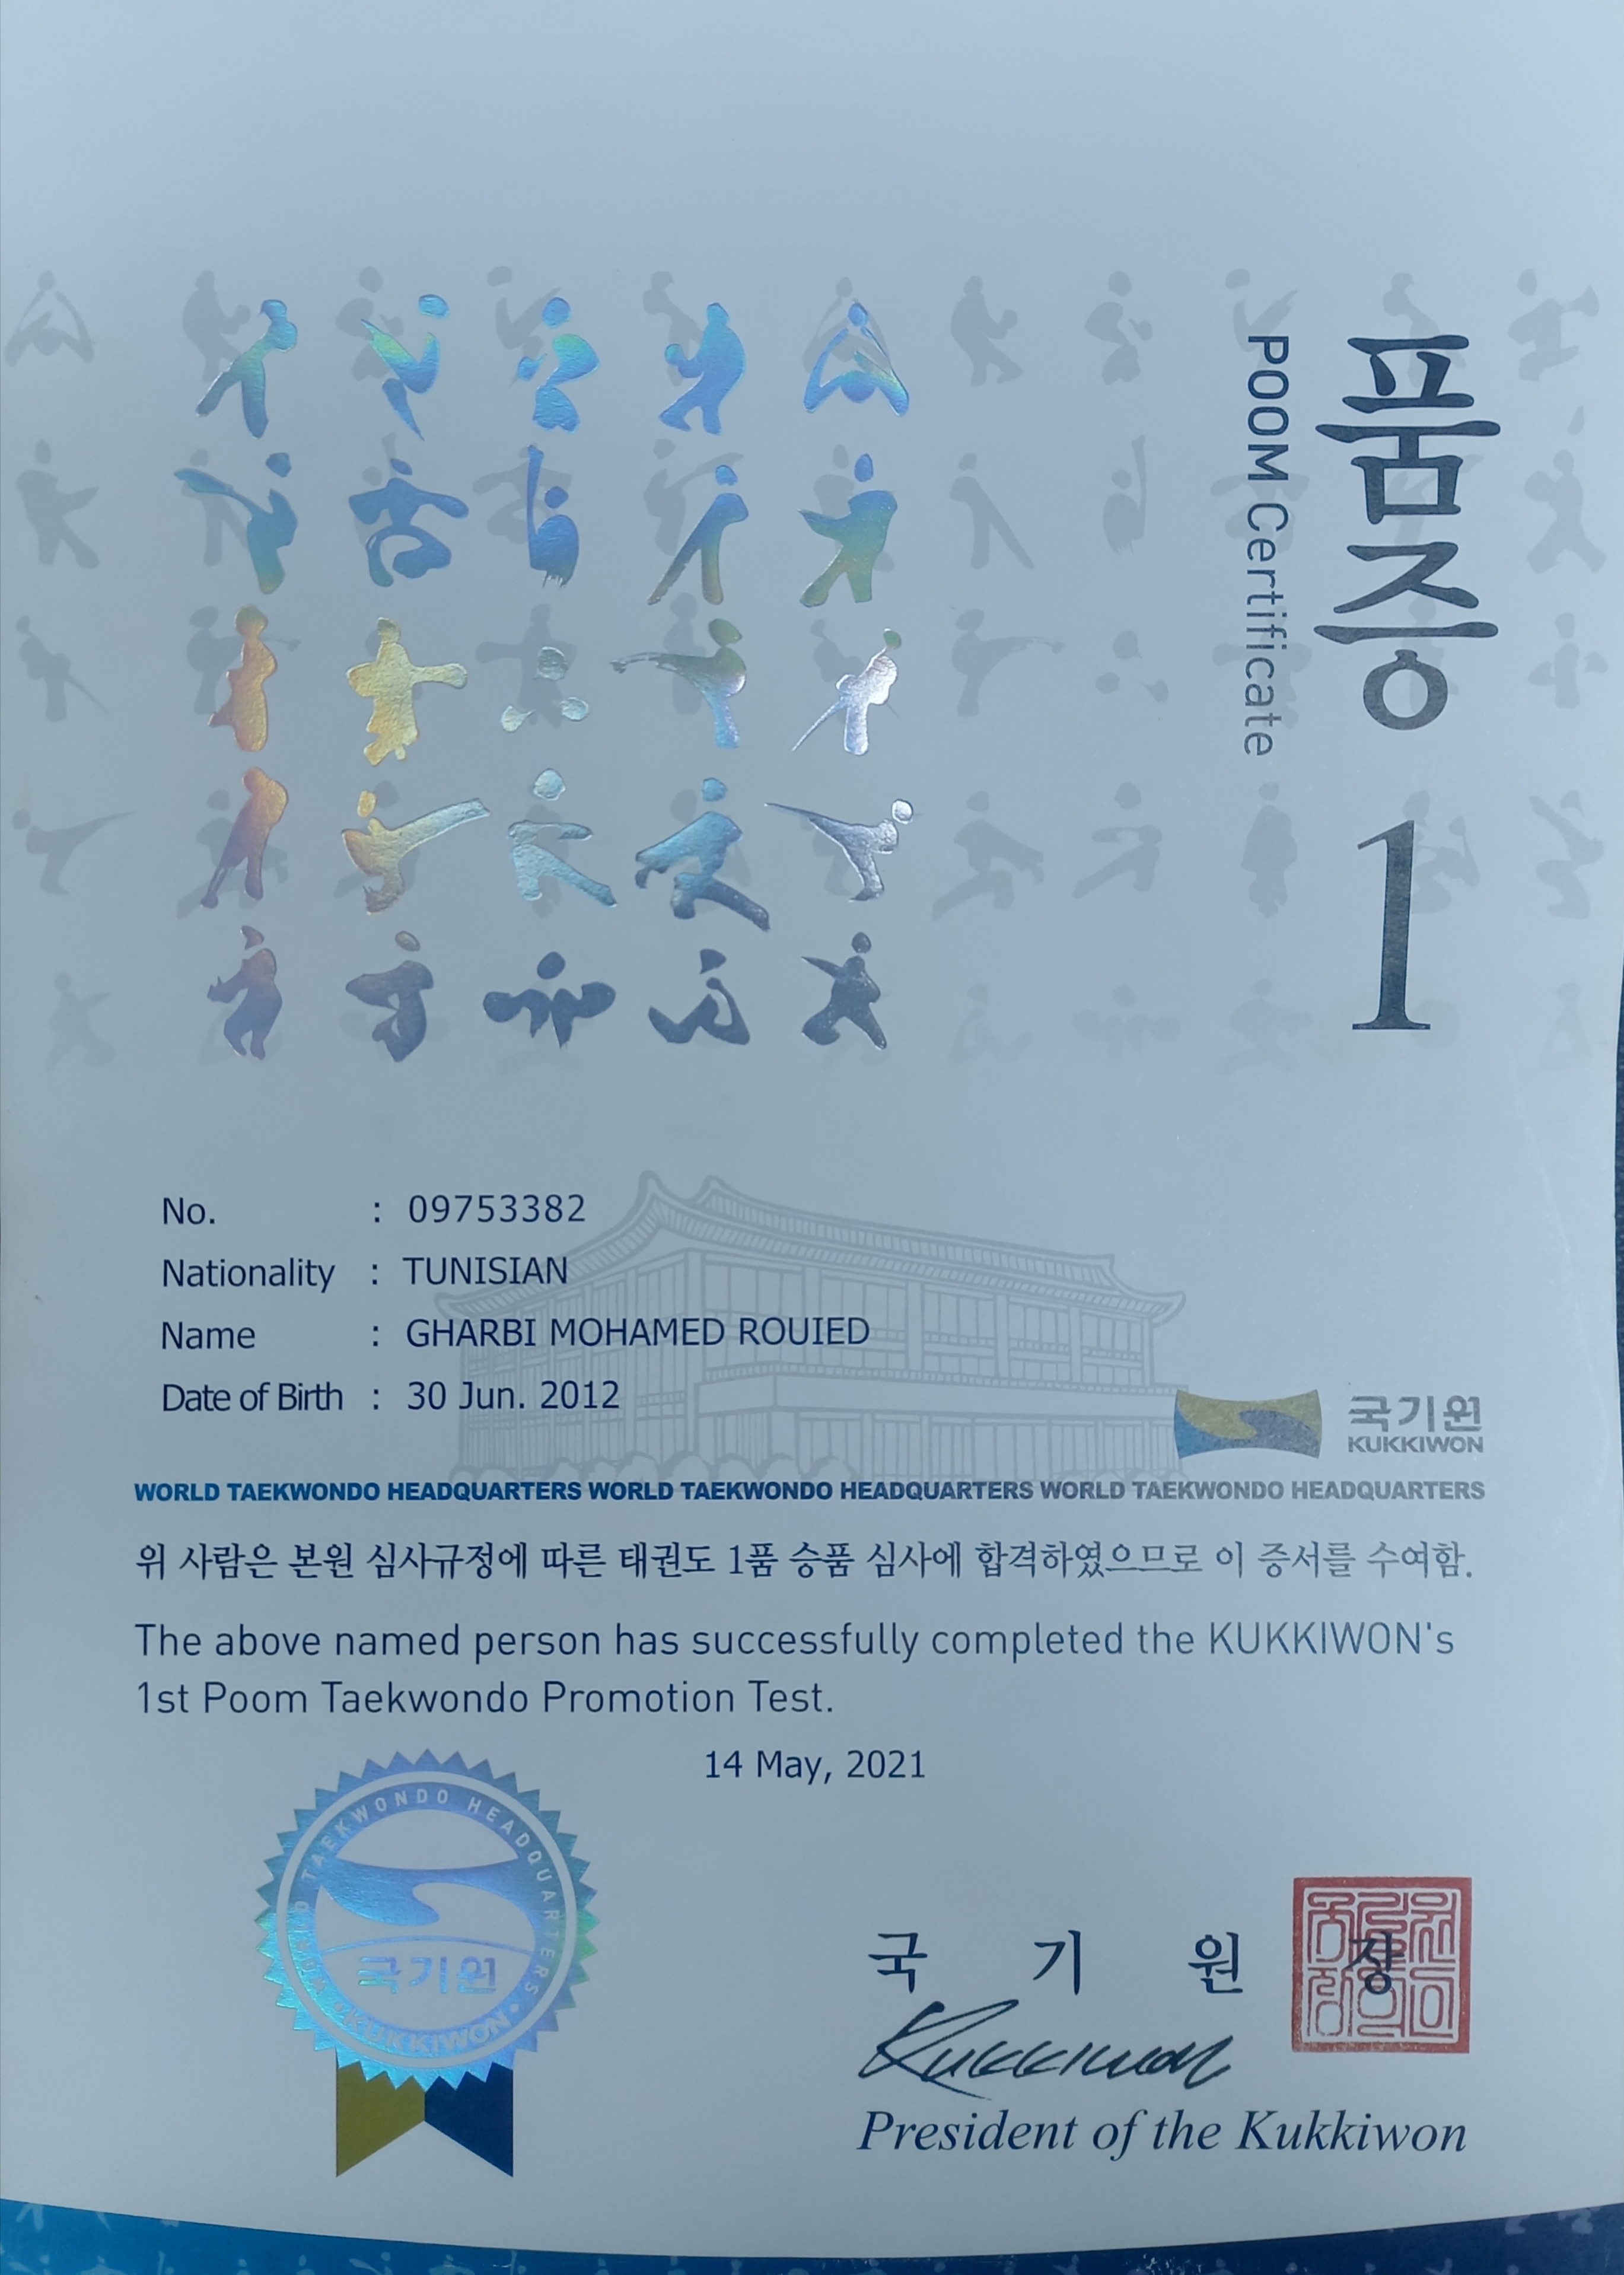 품증 1
POOM Certificate
No. : 09753382
Nationality : TUNISIAN
Name : GHARBI MOHAMED ROUIED
Date of Birth : 30 Jun. 2012
국기원
KUKKIWON
WORLD TAEKWONDO HEADQUARTERS WORLD TAEKWONDO HEADQUARTERS WORLD TAEKWONDO HEADQUARTERS
위 사람은 본원 심사규정에 따른 태권도 1품 승품 심사에 합격하였으므로 이 증서를 수여함.
The above named person has successfully completed the KUKKIWON's
1st Poom Taekwondo Promotion Test.
14 May, 2021
WORLD TAEKWONDO HEADQUARTERS
국기원
• KUKKIWON •
국 기 원 장
Kukkiwon
President of the Kukkiwon